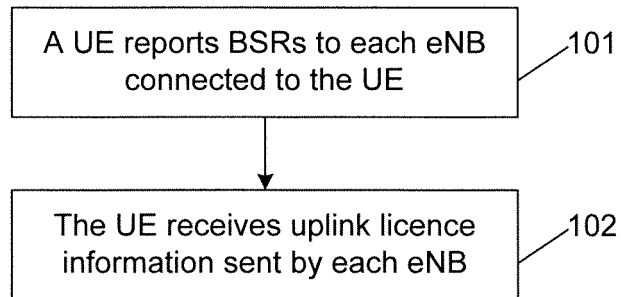 A UE reports BSRs to each eNB
connected to the UE
101
The UE receives uplink licence
information sent by each eNB
102